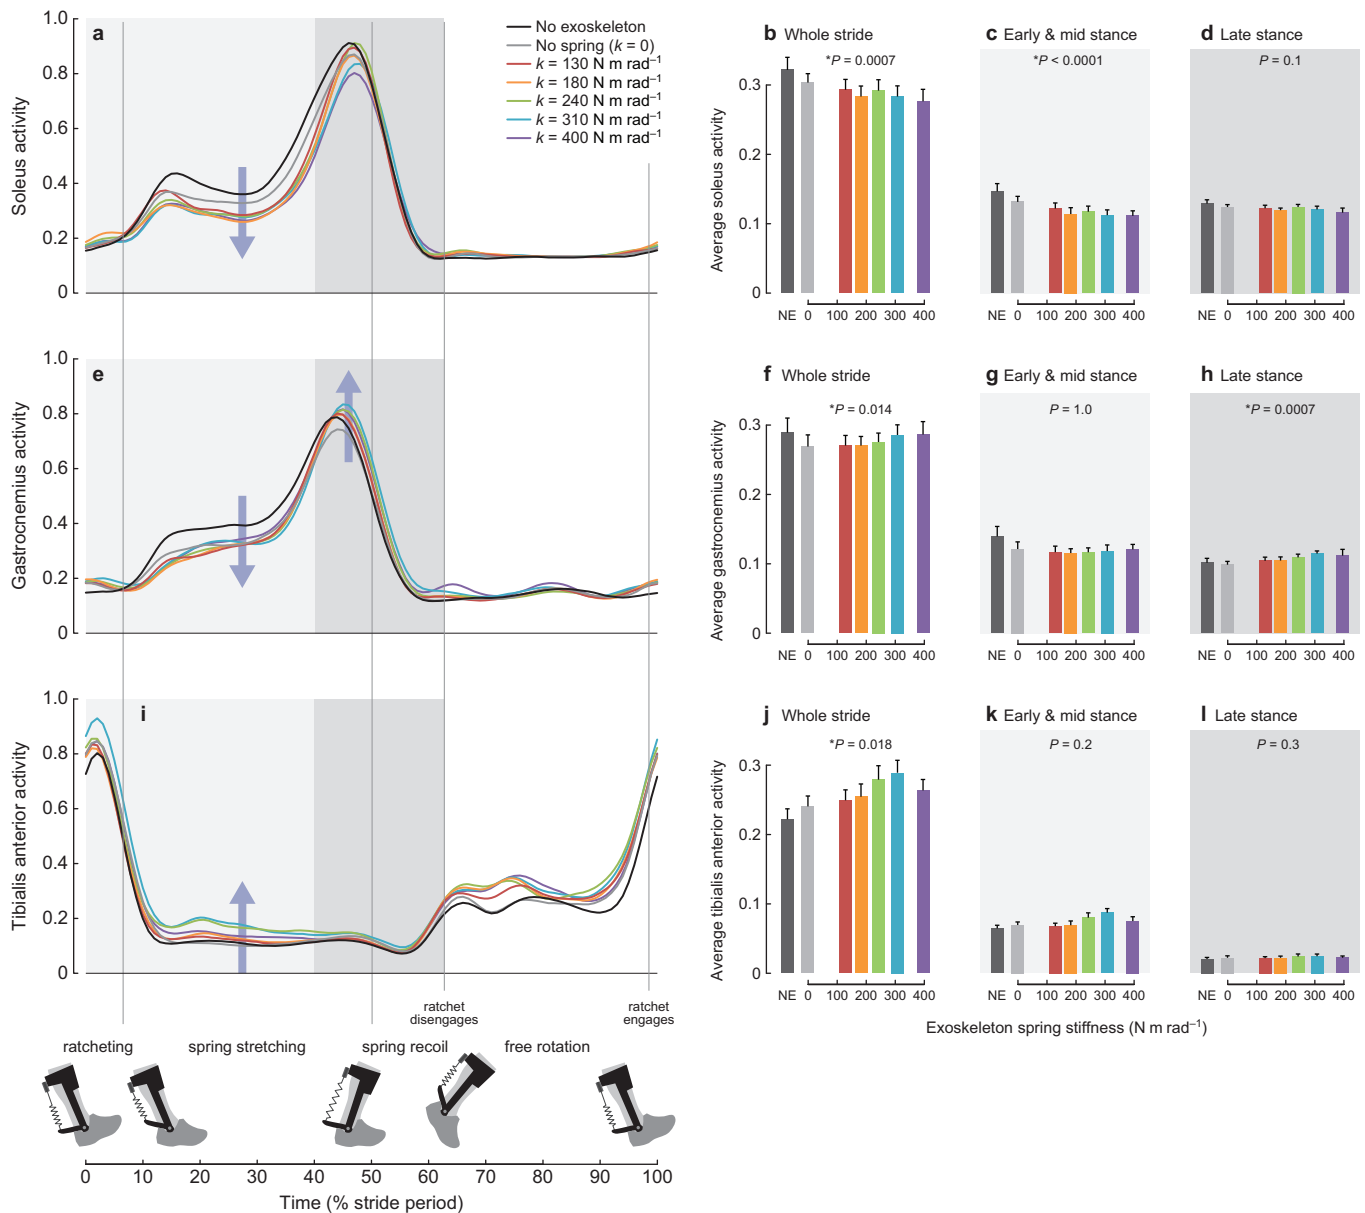 a
No exoskeleton
No spring (k = 0)
k = 130 N m rad⁻¹
k = 180 N m rad⁻¹
k = 240 N m rad⁻¹
k = 310 N m rad⁻¹
k = 400 N m rad⁻¹
Soleus activity
1.0
0.8
0.6
0.4
0.2
0
b Whole stride
*P = 0.0007
Average soleus activity
0.3
0.3
0.1
0
NE 0 100 200 300 400
c Early & mid stance
*P < 0.0001
NE 0 100 200 300 400
d Late stance
P = 0.1
NE 0 100 200 300 400
e
Gastrocnemius activity
1.0
0.8
0.6
0.4
0.2
0
f Whole stride
*P = 0.014
Average gastrocnemius activity
0.3
0.2
0.1
0
NE 0 100 200 300 400
g Early & mid stance
P = 1.0
NE 0 100 200 300 400
h Late stance
*P = 0.0007
NE 0 100 200 300 400
i
Tibialis anterior activity
1.0
0.8
0.6
0.4
0.2
0
j Whole stride
*P = 0.018
Average tibialis anterior activity
0.3
0.2
0.1
0
NE 0 100 200 300 400
k Early & mid stance
P = 0.2
NE 0 100 200 300 400
l Late stance
P = 0.3
NE 0 100 200 300 400
Exoskeleton spring stiffness (N m rad⁻¹)
ratchet
disengages
ratchet
engages
ratcheting
spring stretching
spring recoil
free rotation
0 10 20 30 40 50 60 70 80 90 100
Time (% stride period)